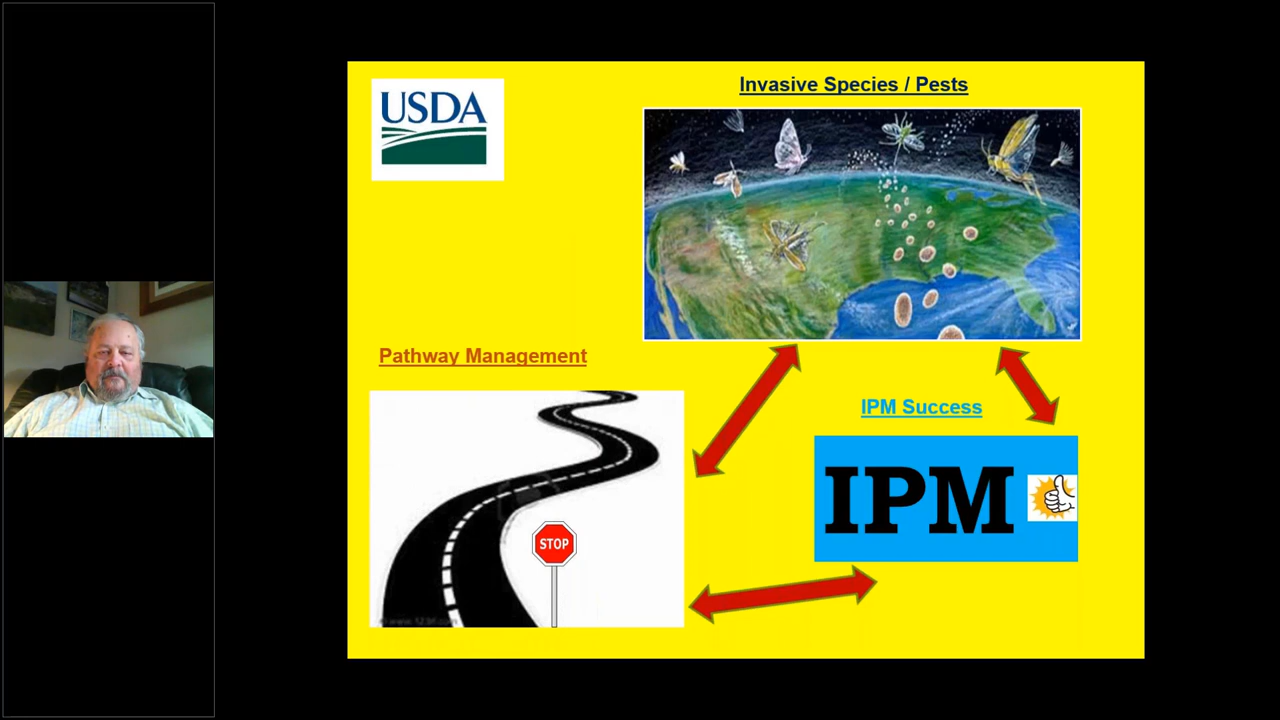 USDA
Invasive Species / Pests
Pathway Management
IPM Success
IPM
STOP